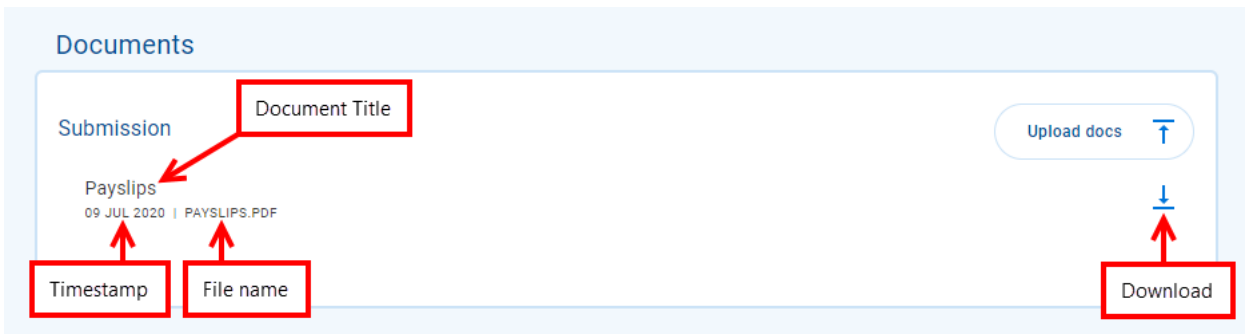 Documents
Document Title
Submission
Upload docs
Payslips
09 JUL 2020 | PAYSLIPS.PDF
Timestamp
File name
Download